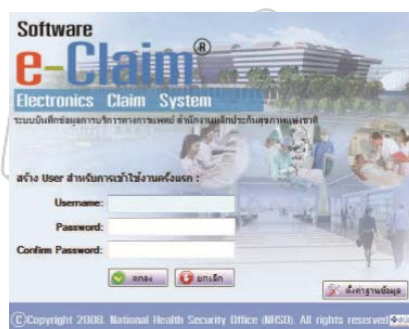 Software
e-Claim®
Electronics Claim System
ระบบบันทึกข้อมูลการบริการทางการแพทย์ สำนักงานหลักประกันสุขภาพแห่งชาติ
สร้าง User สำหรับการเข้าใช้งานครั้งแรก :
Username:
Password:
Confirm Password:
ตกลง ยกเลิก
ตั้งค่าฐานข้อมูล
©Copyright 2008. National Health Security Office (NHSO). All rights reserved